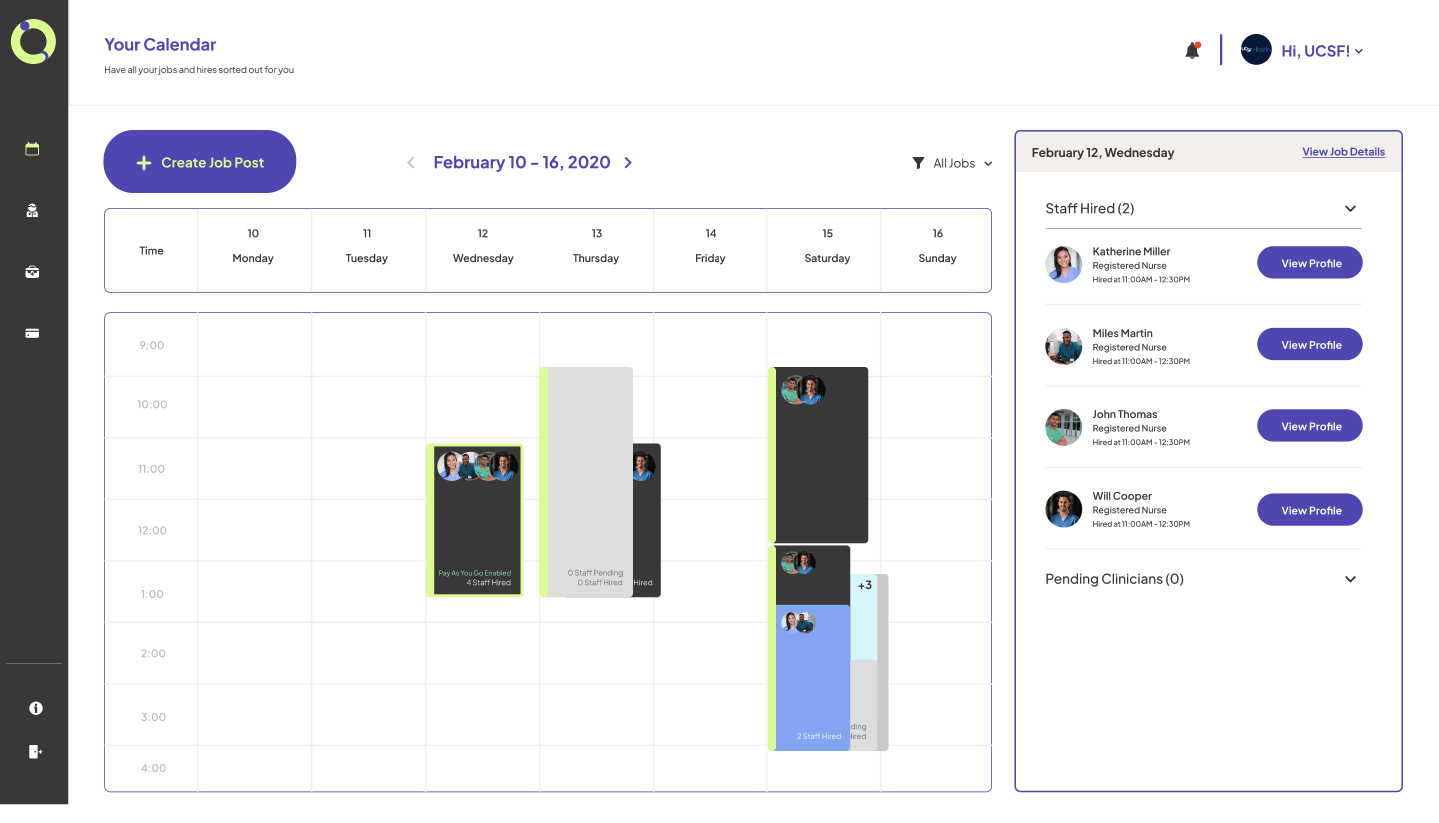 Your Calendar
Have all your jobs and hires sorted out for you
Hi, UCSF!
Create Job Post
February 10 - 16, 2020
All Jobs
Time
10
Monday
11
Tuesday
12
Wednesday
13
Thursday
14
Friday
15
Saturday
16
Sunday
9:00
10:00
11:00
12:00
1:00
2:00
3:00
4:00
Pay As You Go Enabled
4 Staff Hired
0 Staff Pending
0 Staff Hired
Hired
+3
2 Staff Hired
ding
Hired
February 12, Wednesday
View Job Details
Staff Hired (2)
Katherine Miller
Registered Nurse
Hired at 11:00AM - 12:30PM
View Profile
Miles Martin
Registered Nurse
Hired at 11:00AM - 12:30PM
View Profile
John Thomas
Registered Nurse
Hired at 11:00AM - 12:30PM
View Profile
Will Cooper
Registered Nurse
Hired at 11:00AM - 12:30PM
View Profile
Pending Clinicians (0)